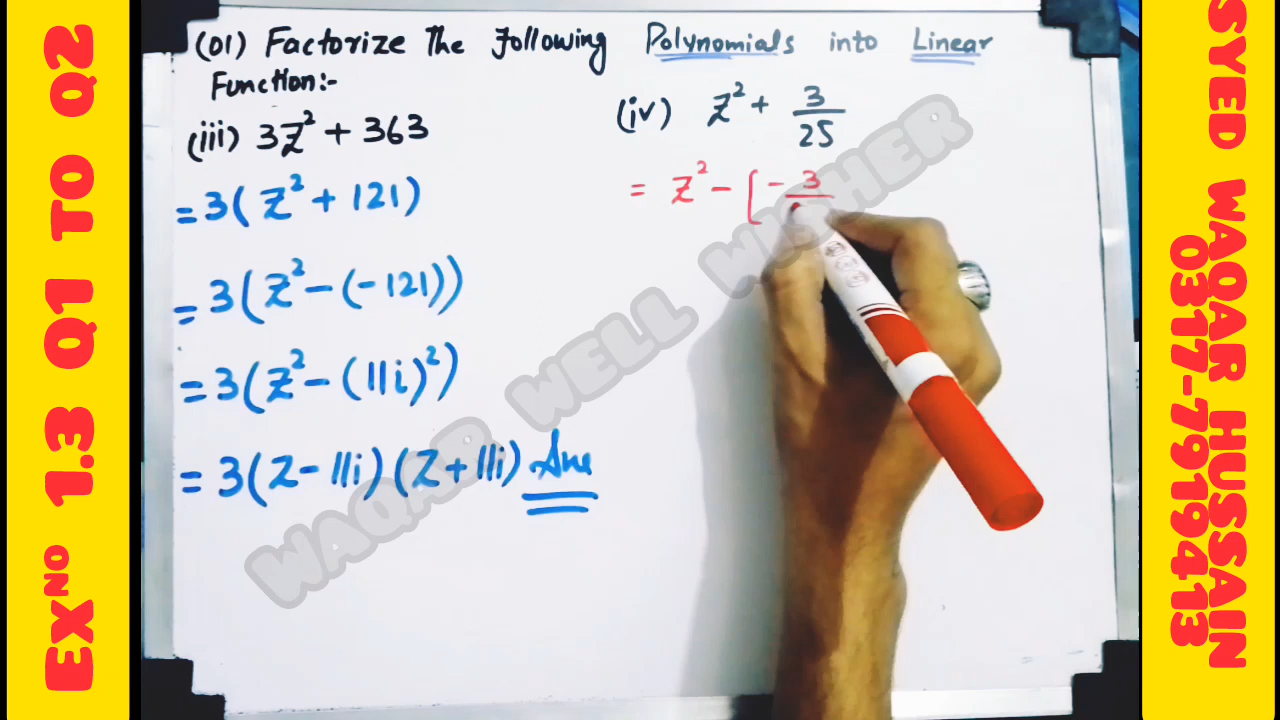 EXNO 1.3 Q1 TO Q2
(01) Factorize The Following Polynomials into Linear
Function:-
(iii) 3z² + 363
= 3(z² + 121)
= 3(z² - (-121))
= 3(z² - (11i)²)
= 3(z - 11i)(z + 11i) Ans
(iv) z² + 3/25
= z² - [- 3
WAQAR WELL WISHER
SYED WAQAR HUSSAIN
0317-7919413